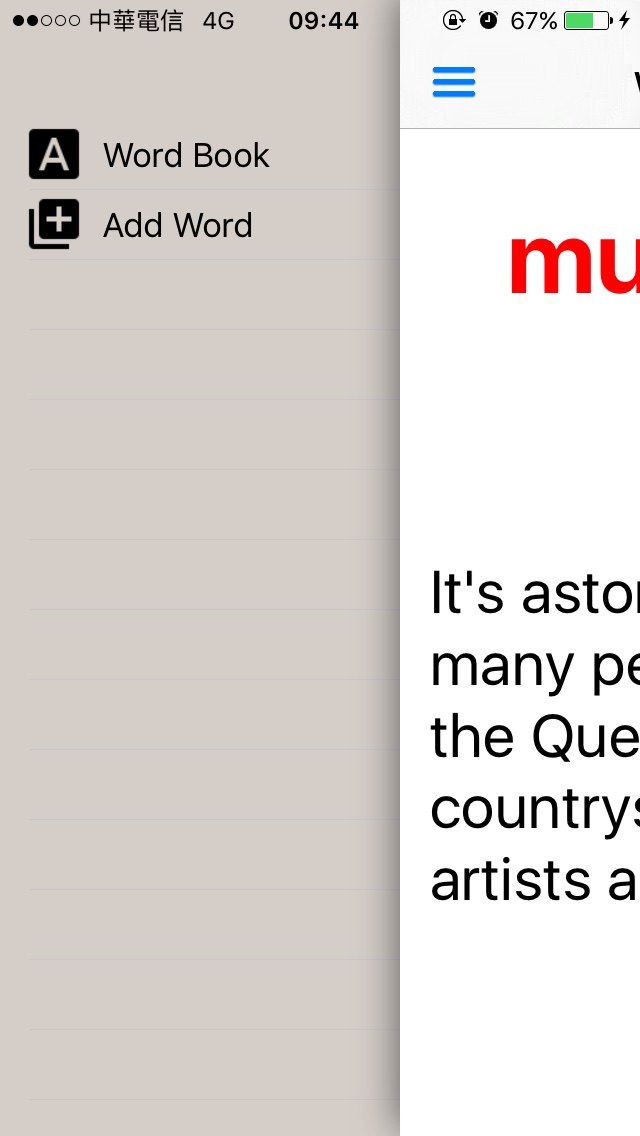 中華電信 4G 09:44 67%
Word Book
Add Word
mu
It's asto
many pe
the Que
countrys
artists a